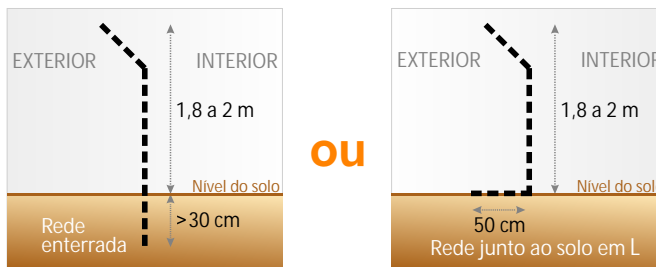 EXTERIOR
INTERIOR
1,8 a 2 m
Nível do solo
Rede
enterrada
>30 cm
ou
EXTERIOR
INTERIOR
1,8 a 2 m
Nível do solo
50 cm
Rede junto ao solo em L